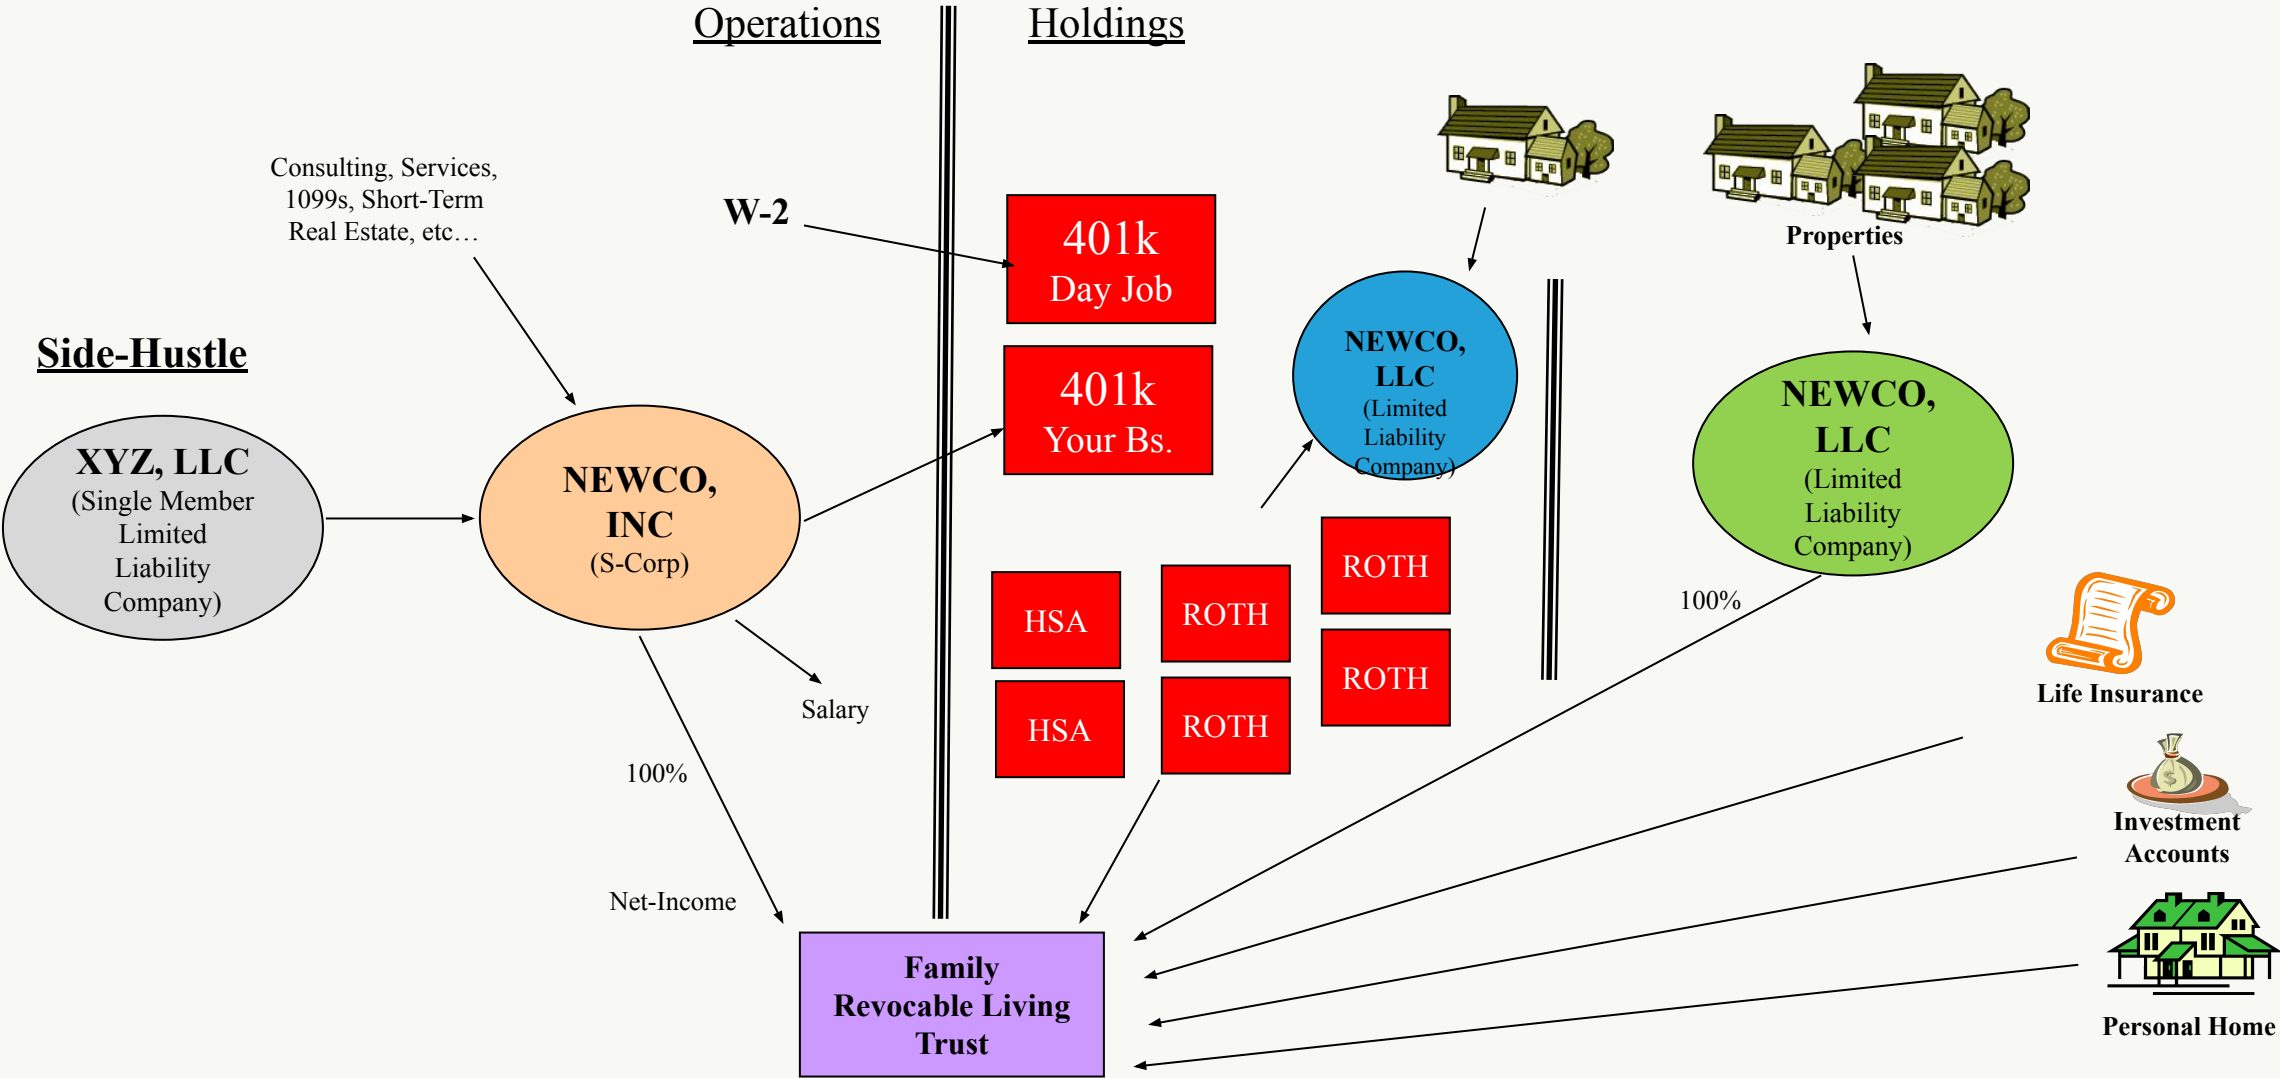 Operations
Holdings
Consulting, Services,
1099s, Short-Term
Real Estate, etc…
W-2
401k
Day Job
Properties
Side-Hustle
401k
Your Bs.
NEWCO,
LLC
(Limited
Liability
Company)
NEWCO,
LLC
(Limited
Liability
Company)
XYZ, LLC
(Single Member
Limited
Liability
Company)
NEWCO,
INC
(S-Corp)
HSA
ROTH
ROTH
HSA
ROTH
ROTH
100%
Life Insurance
Salary
100%
$
Investment
Accounts
Net-Income
Family
Revocable Living
Trust
Personal Home